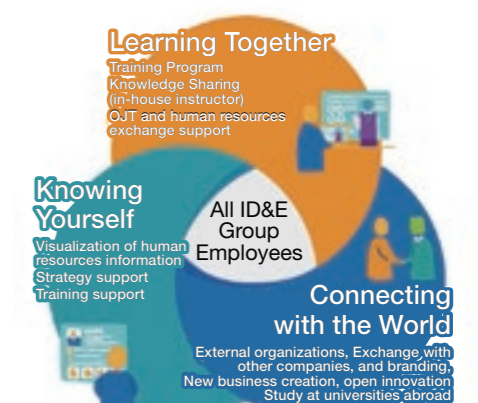 Learning Together
Training Program
Knowledge Sharing
(in-house instructor)
OJT and human resources
exchange support
Knowing
Yourself
Visualization of human
resources information
Strategy support
Training support
All ID&E
Group
Employees
Connecting
with the World
External organizations, Exchange with
other companies, and branding,
New business creation, open innovation
Study at universities abroad